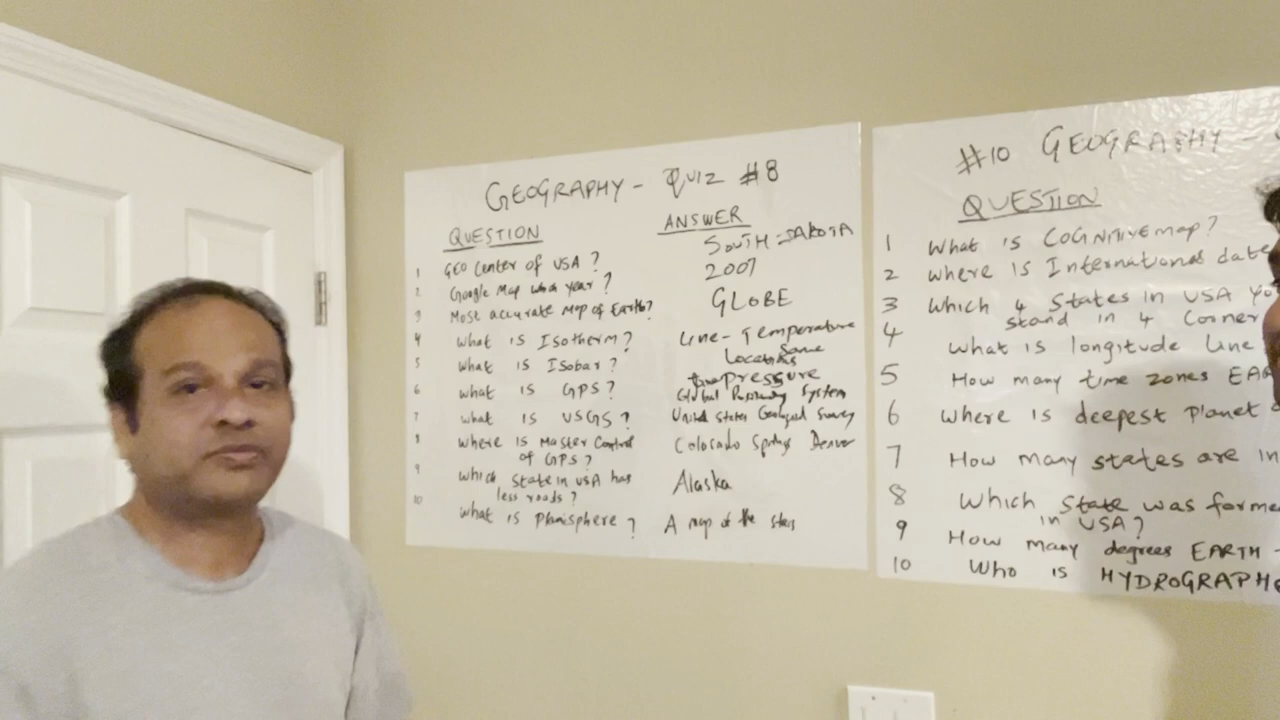 GEOGRAPHY - QUIZ #8
QUESTION ANSWER
1 GEO Center of USA ? SOUTH-DAKOTA
2 Google Map which year ? 2007
3 Most accurate Map of Earth? GLOBE
4 What is Isotherm ? Line - Temperature
Same
Locations
5 What is Isobar ? Pressure
6 What is GPS ? Global Positioning System
7 What is USGS ? United States Geological Survey
8 Where is Master Control Colorado Springs Denver
of GPS ?
9 Which State in USA has Alaska
less roads ?
10 What is Planisphere ? A map of the stars
#10 GEOGRAPHY -
QUESTION
1 What is COGNITIVE map?
2 Where is International date
3 Which 4 States in USA yo
stand in 4 Corner
4 What is longitude line
5 How many time zones EAR
6 Where is deepest planet
7 How many states are in
8 Which state was forme
in USA?
9 How many degrees EARTH -
10 Who is HYDROGRAPHE